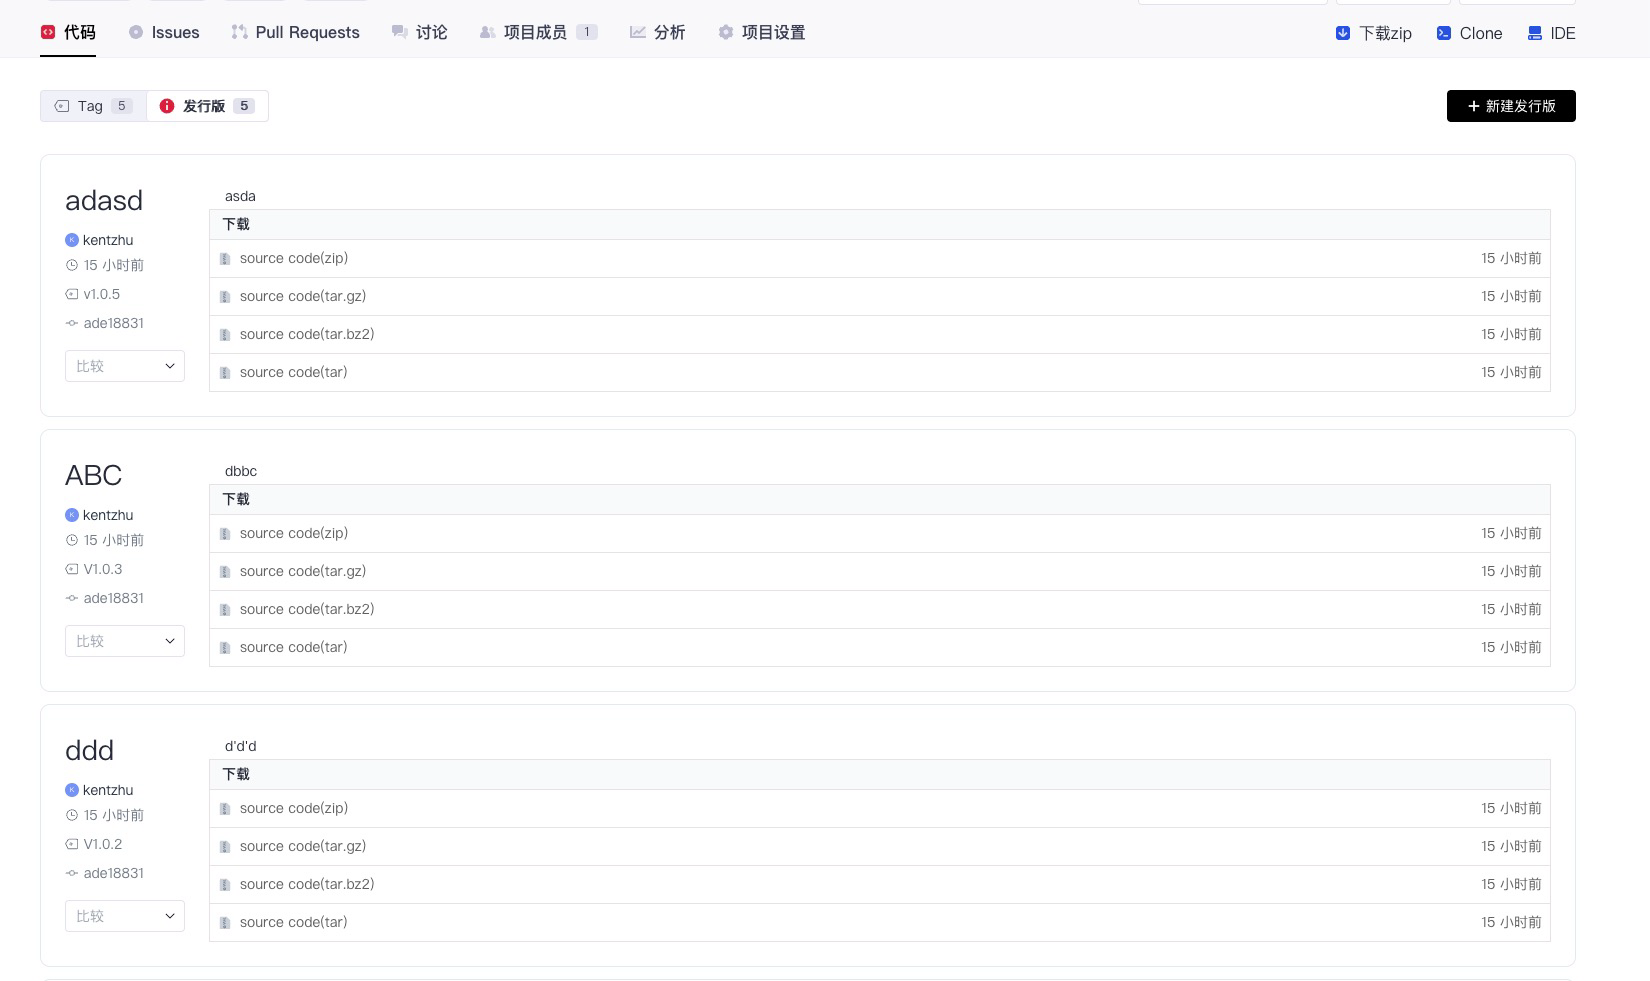 代码 Issues Pull Requests 讨论 项目成员 1 分析 项目设置 下载zip Clone IDE
Tag 5 发行版 5 + 新建发行版
adasd
kentzhu
15 小时前
v1.0.5
ade18831
比较
asda
下载
source code(zip) 15 小时前
source code(tar.gz) 15 小时前
source code(tar.bz2) 15 小时前
source code(tar) 15 小时前
ABC
kentzhu
15 小时前
V1.0.3
ade18831
比较
dbbc
下载
source code(zip) 15 小时前
source code(tar.gz) 15 小时前
source code(tar.bz2) 15 小时前
source code(tar) 15 小时前
ddd
kentzhu
15 小时前
V1.0.2
ade18831
比较
d'd'd
下载
source code(zip) 15 小时前
source code(tar.gz) 15 小时前
source code(tar.bz2) 15 小时前
source code(tar) 15 小时前